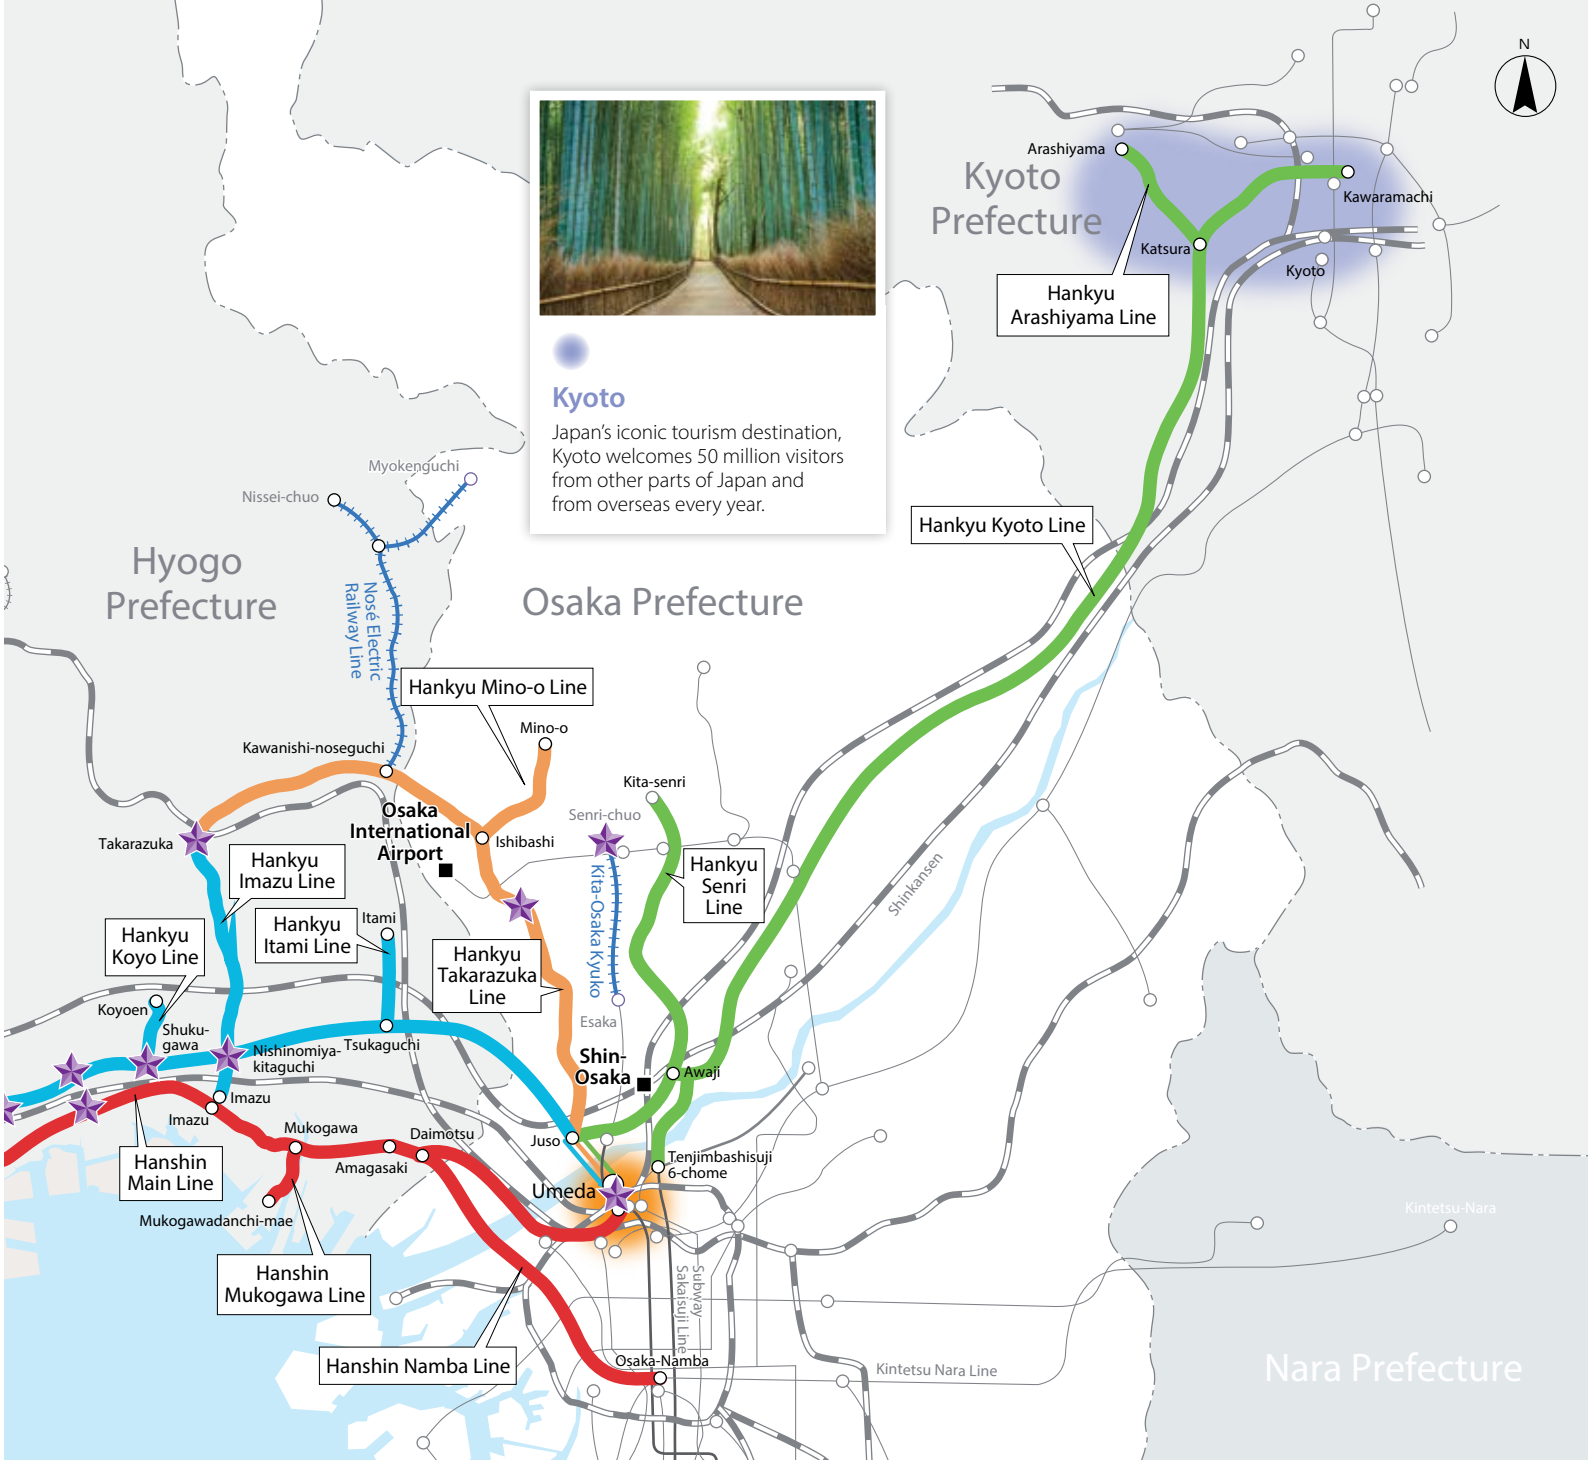 N
Arashiyama
Kyoto
Prefecture
Kawaramachi
Katsura
Kyoto
Hankyu
Arashiyama Line
Kyoto
Japan's iconic tourism destination,
Kyoto welcomes 50 million visitors
from other parts of Japan and
from overseas every year.
Myokenguchi
Nissei-chuo
Hankyu Kyoto Line
Hyogo
Prefecture
Osaka Prefecture
Nosé Electric
Railway Line
Hankyu Mino-o Line
Mino-o
Kawanishi-noseguchi
Kita-senri
Osaka
International
Airport
Senri-chuo
Takarazuka
Ishibashi
Hankyu
Imazu Line
Hankyu
Senri
Line
Shinkansen
Kita-Osaka Kyuko
Itami
Hankyu
Itami Line
Hankyu
Koyo Line
Hankyu
Takarazuka
Line
Koyoen
Shuku-
gawa
Esaka
Tsukaguchi
Nishinomiya-
kitaguchi
Shin-
Osaka
Awaji
Imazu
Imazu
Mukogawa
Daimotsu
Juso
Amagasaki
Hanshin
Main Line
Tenjimbashisuji
6-chome
Umeda
Mukogawadanchi-mae
Kintetsu-Nara
Hanshin
Mukogawa Line
Subway
Sakaisuji Line
Hanshin Namba Line
Osaka-Namba
Kintetsu Nara Line
Nara Prefecture